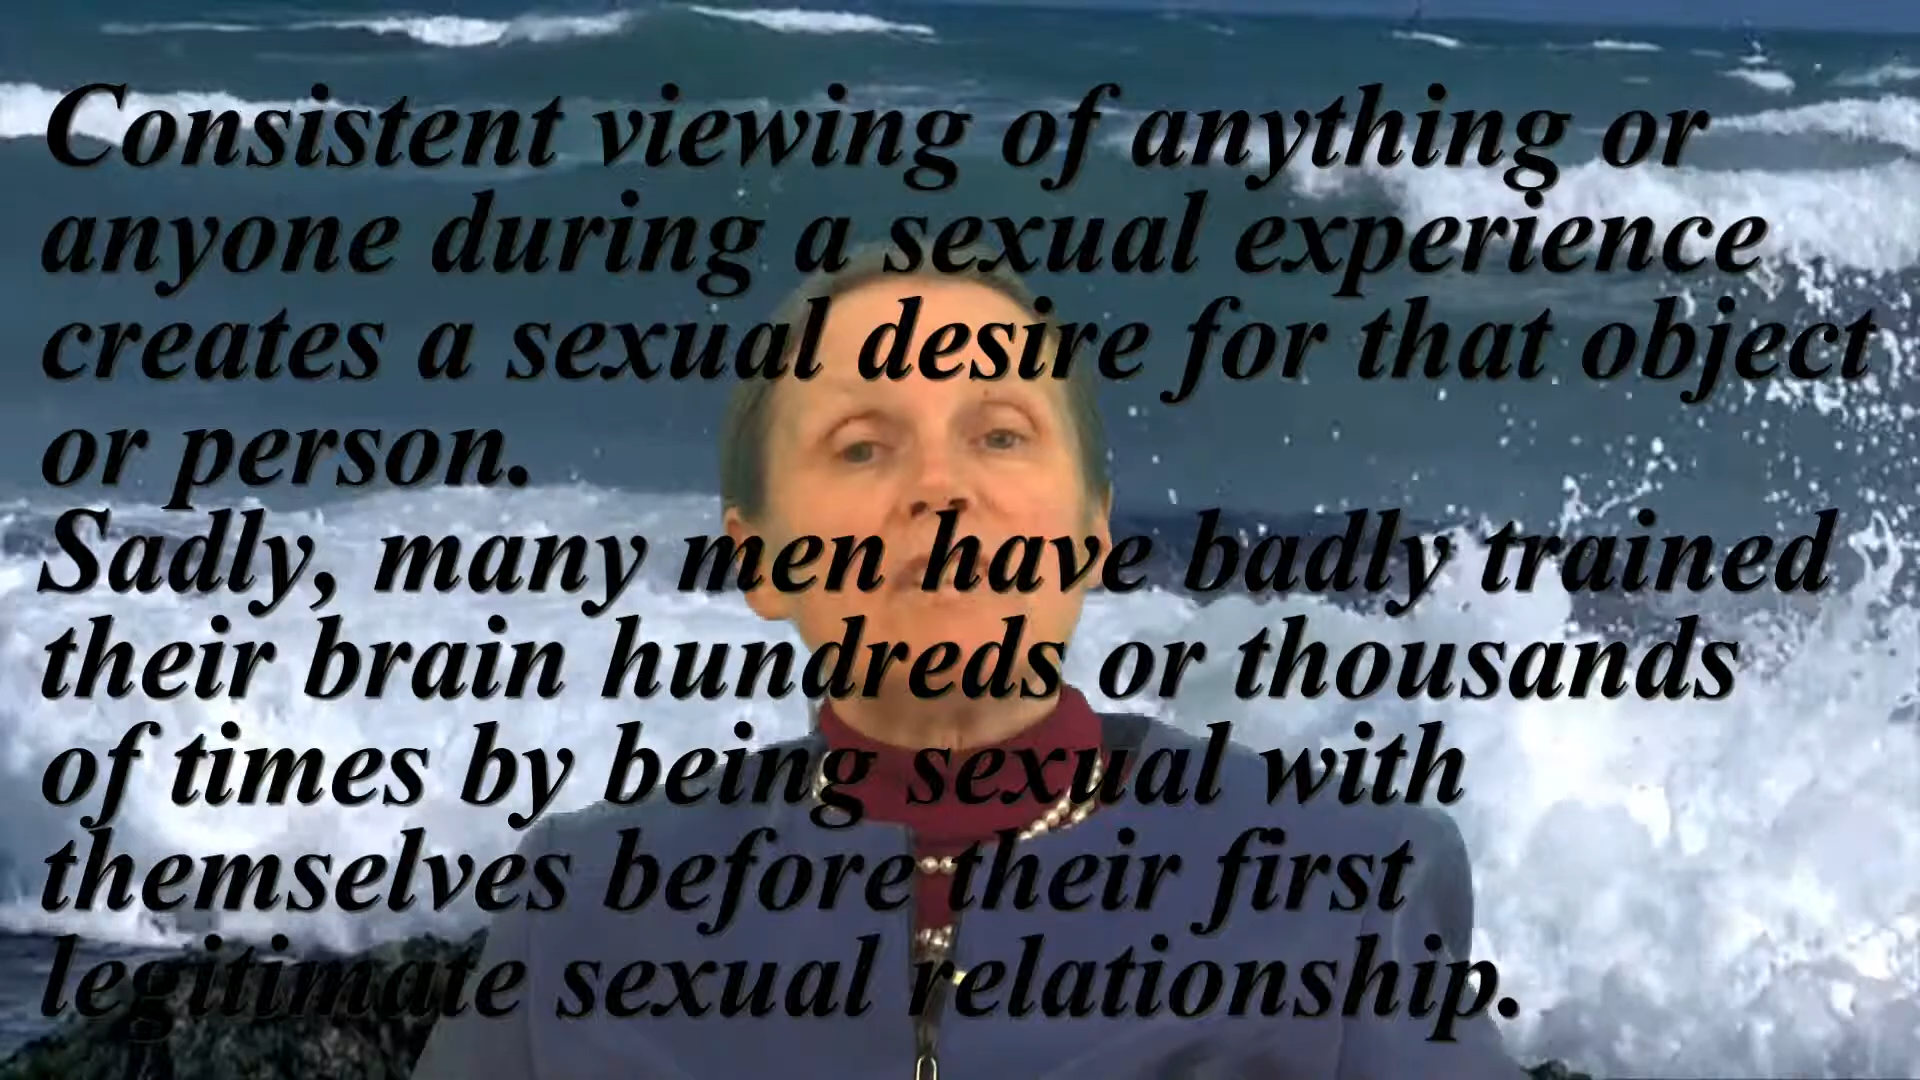 Consistent viewing of anything or
anyone during a sexual experience
creates a sexual desire for that object
or person.
Sadly, many men have badly trained
their brain hundreds or thousands
of times by being sexual with
themselves before their first
legitimate sexual relationship.